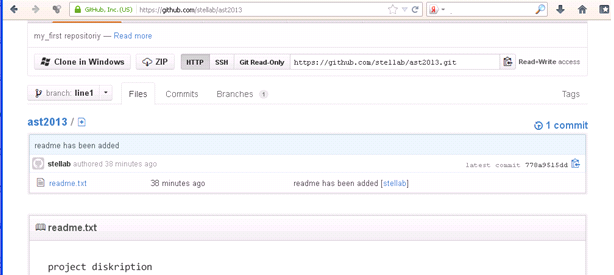 GitHub, Inc. (US) https://github.com/stellab/ast2013
my_first repositoriy — Read more
Clone in Windows ZIP HTTP SSH Git Read-Only https://github.com/stellab/ast2013.git Read+Write access
branch: line1 Files Commits Branches 1 Tags
ast2013 / 1 commit
readme has been added
stellab authored 38 minutes ago latest commit 778a9515dd
readme.txt 38 minutes ago readme has been added [stellab]
readme.txt
project diskription